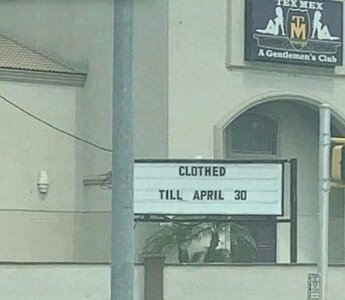 TEX MEX
TM
A Gentlemen's Club
CLOTHED
TILL APRIL 30